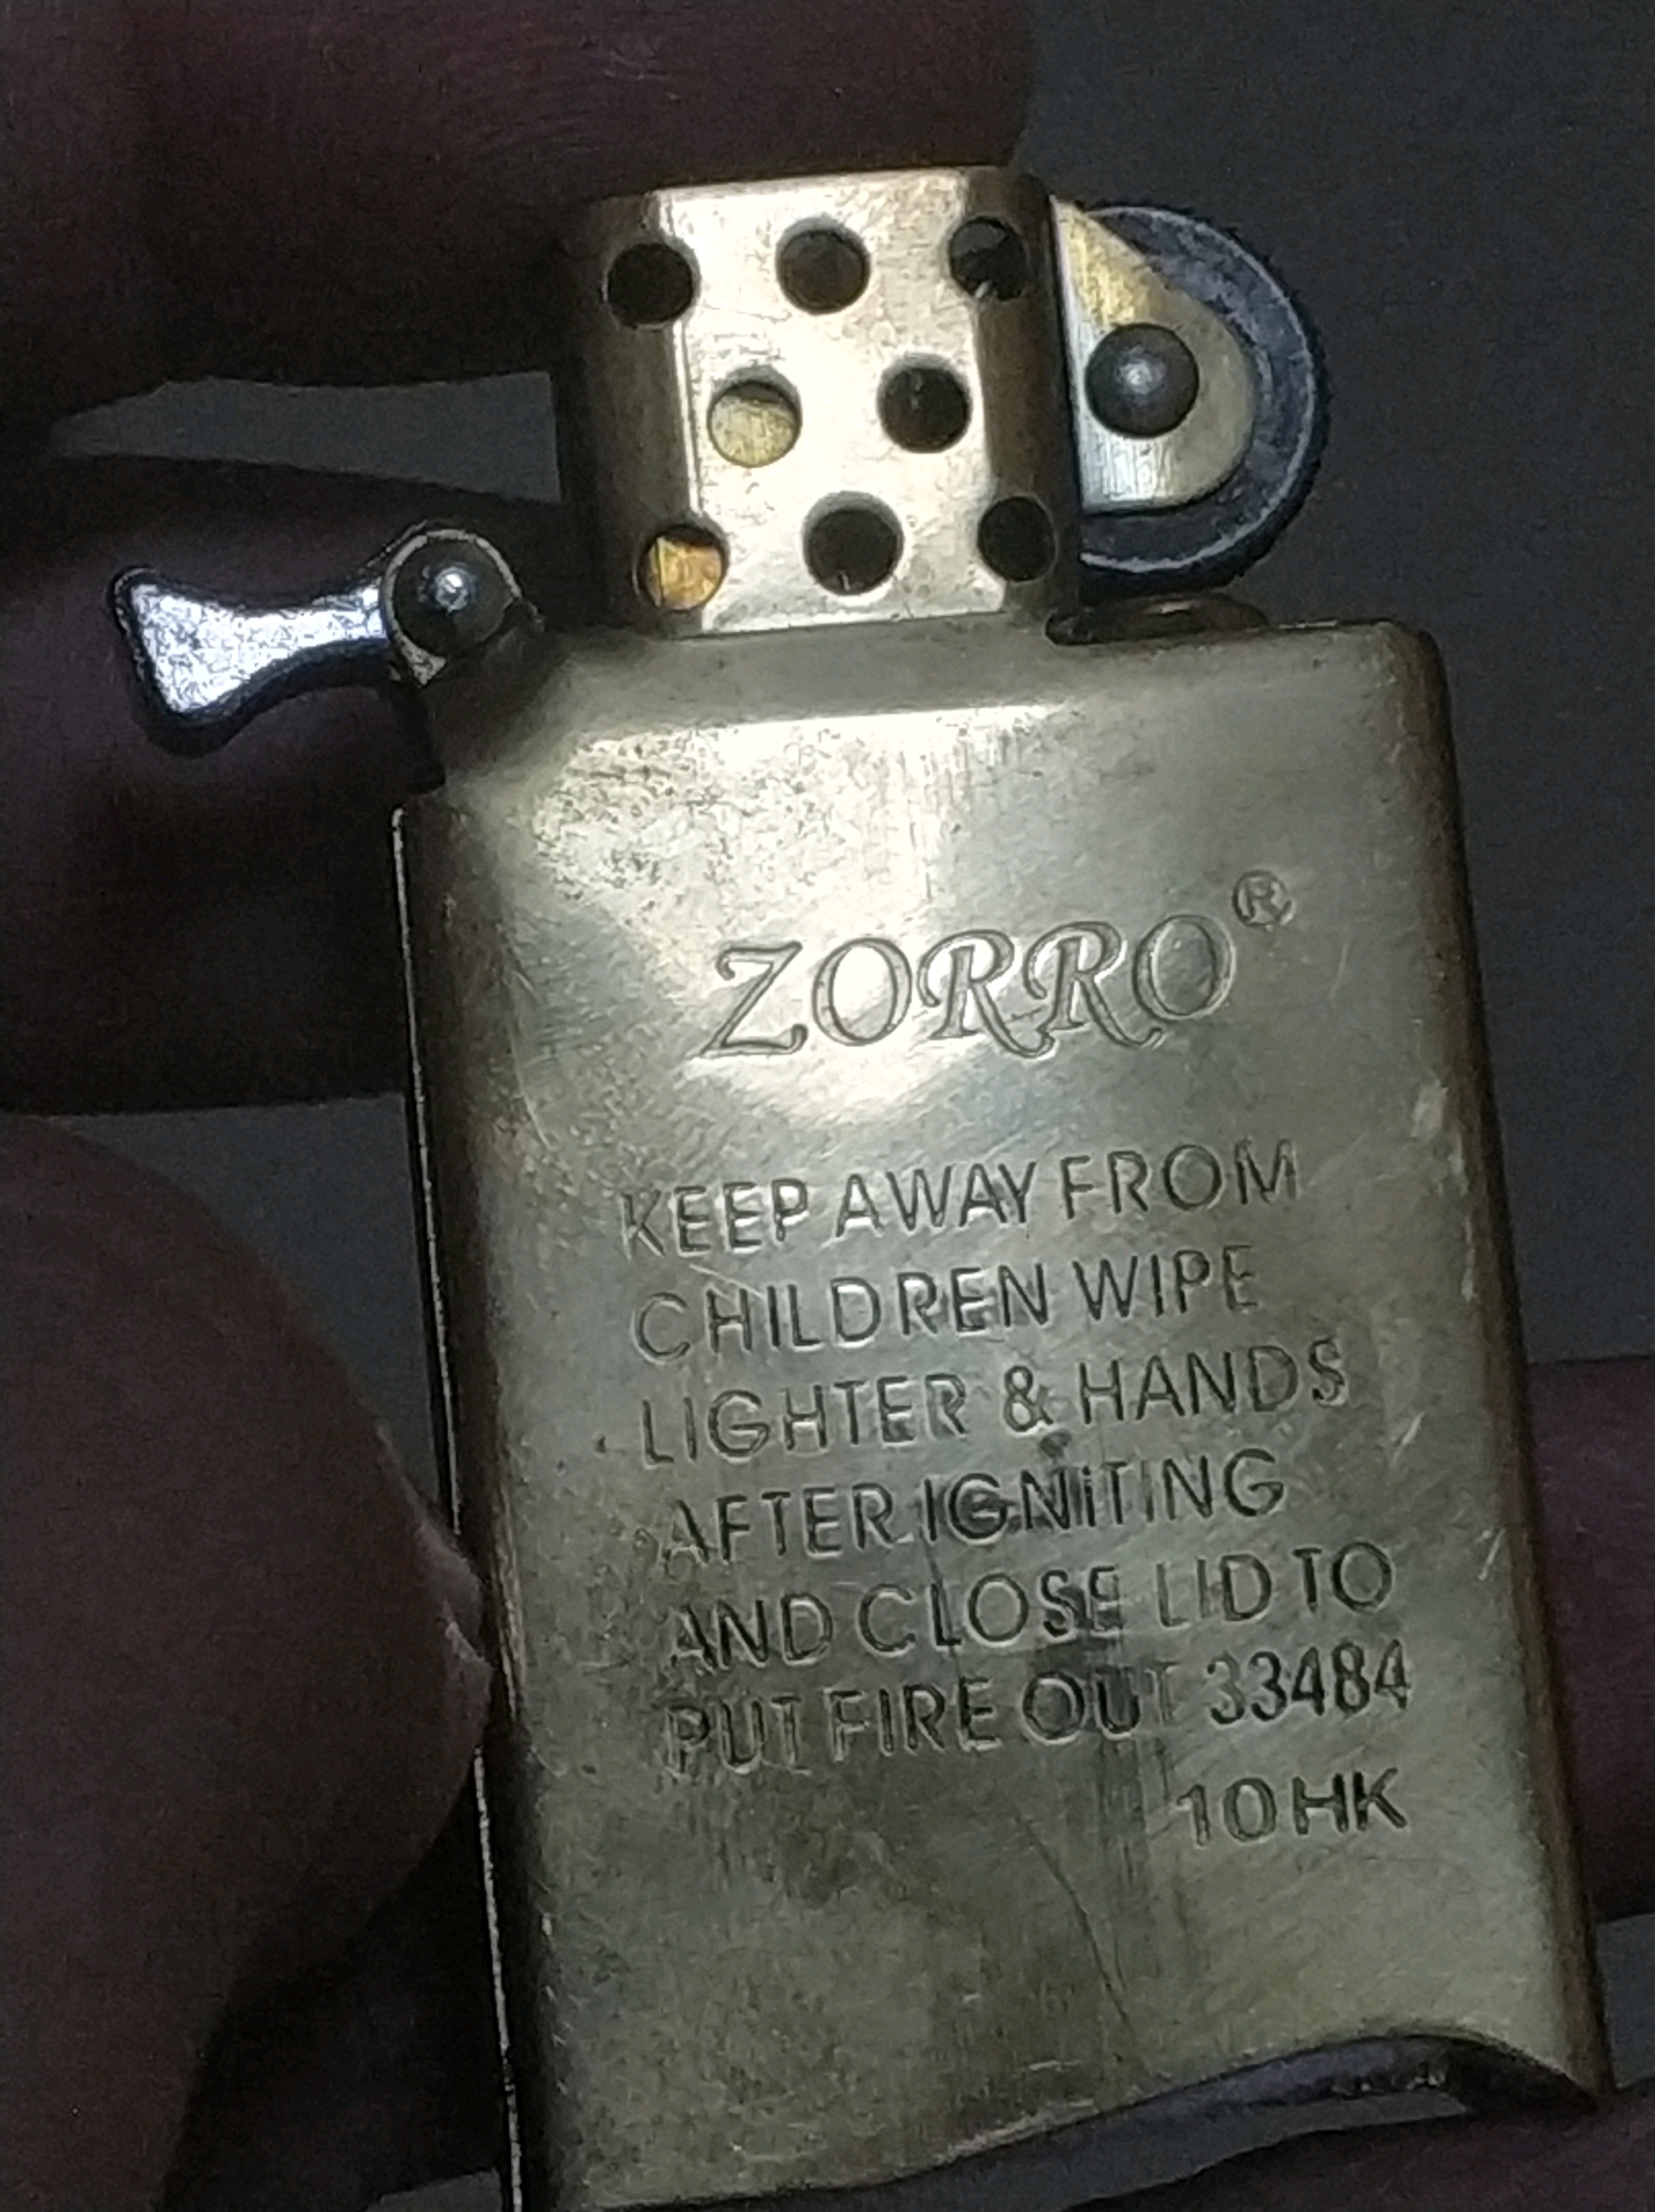 ZORRO®
KEEP AWAY FROM
CHILDREN WIPE
LIGHTER & HANDS
AFTER IGNITING
AND CLOSE LID TO
PUT FIRE OUT 33484
10HK